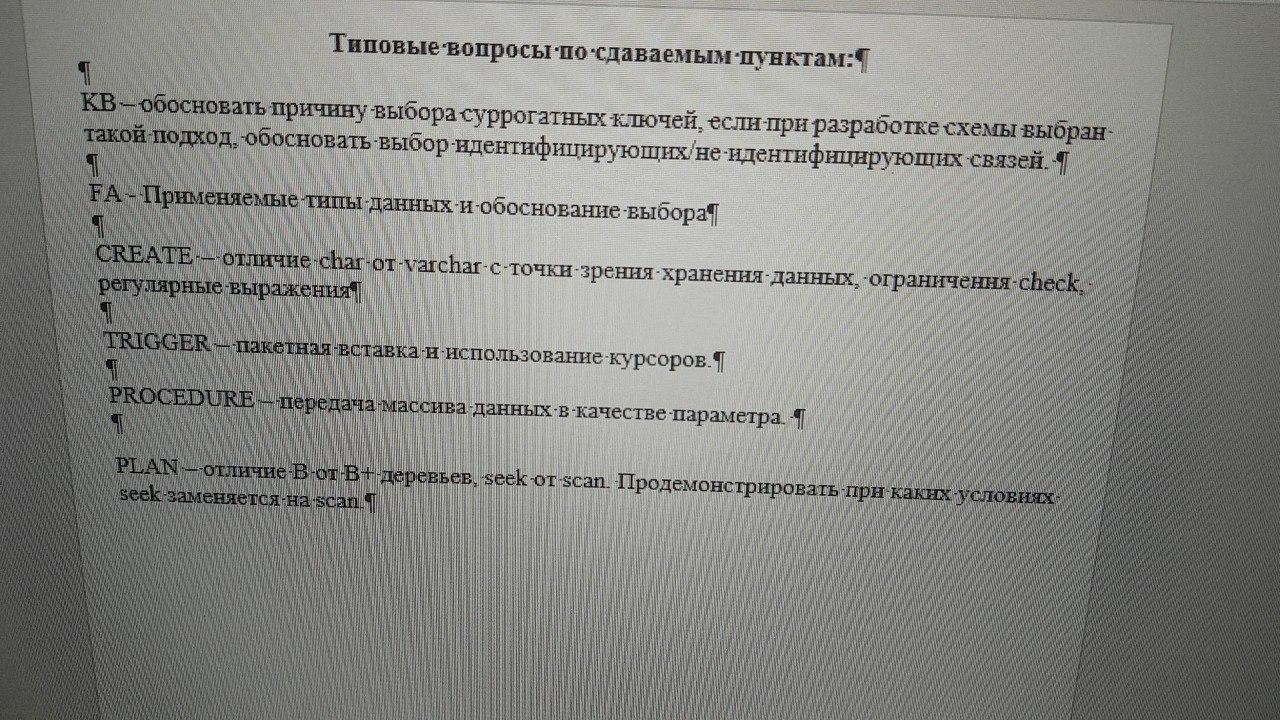 Типовые вопросы по сдаваемым пунктам:¶
¶
KB – обосновать причину выбора суррогатных ключей, если при разработке схемы выбран
такой подход, обосновать выбор идентифицирующих/не идентифицирующих связей. ¶
¶
FA - Применяемые типы данных и обоснование выбора¶
¶
CREATE – отличие char от varchar с точки зрения хранения данных, ограничения check,
регулярные выражения¶
¶
TRIGGER – пакетная вставка и использование курсоров.¶
¶
PROCEDURE – передача массива данных в качестве параметра. ¶
¶
PLAN – отличие B от B+ деревьев, seek от scan. Продемонстрировать при каких условиях
seek заменяется на scan.¶